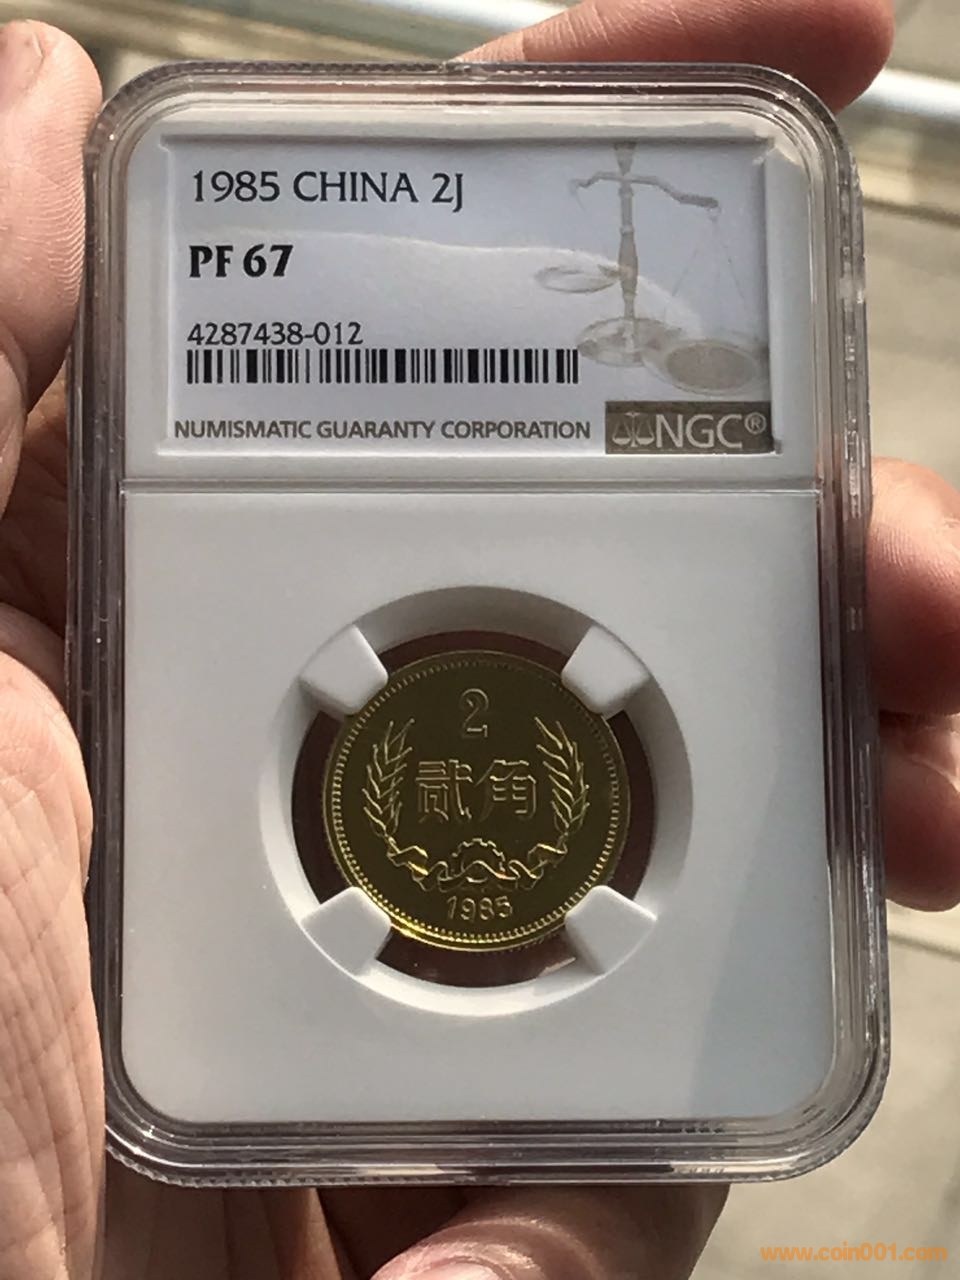 1985 CHINA 2J
PF 67
4287438-012
NUMISMATIC GUARANTY CORPORATION
NGC®
2
贰角
1985
www.coin001.com